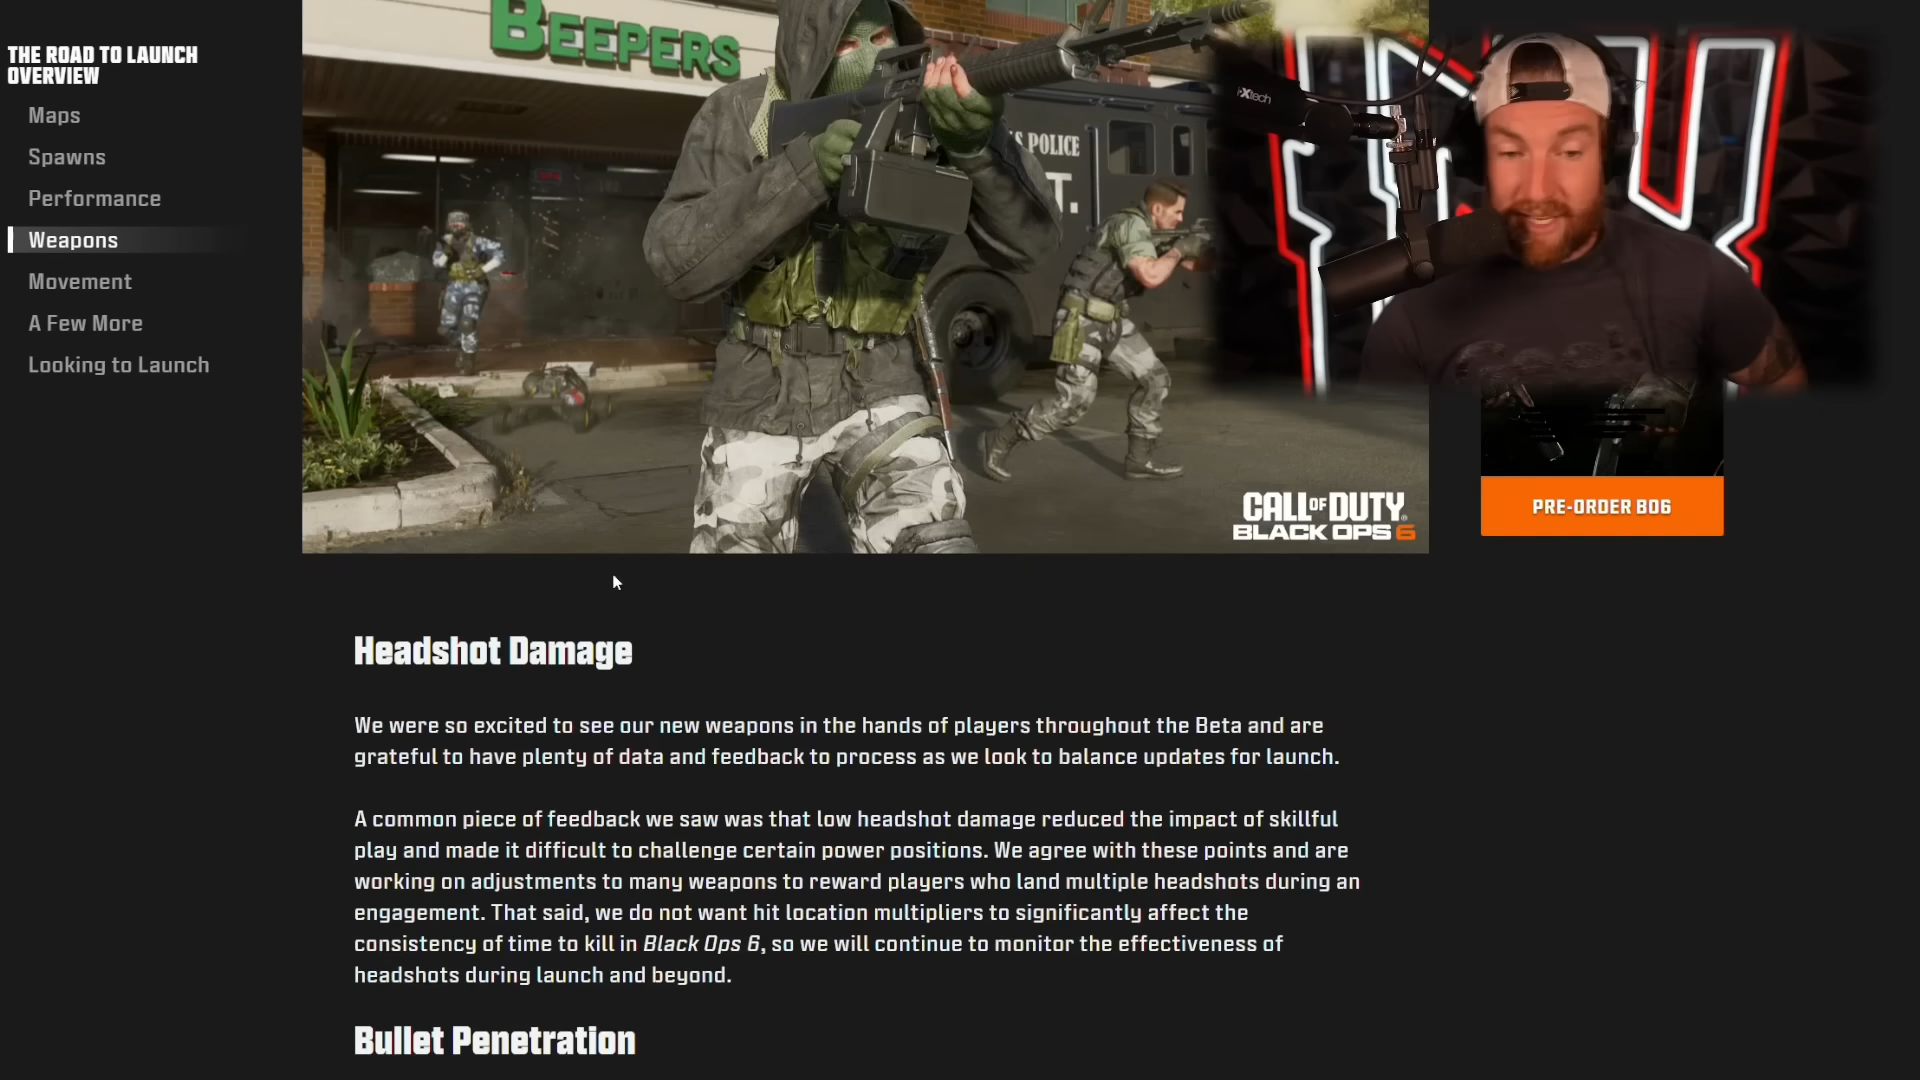 THE ROAD TO LAUNCH
OVERVIEW
Maps
Spawns
Performance
Weapons
Movement
A Few More
Looking to Launch
BEEPERS
POLICE
T.
CALL OF DUTY
BLACK OPS 6
PRE-ORDER BO6
Headshot Damage
We were so excited to see our new weapons in the hands of players throughout the Beta and are
grateful to have plenty of data and feedback to process as we look to balance updates for launch.
A common piece of feedback we saw was that low headshot damage reduced the impact of skillful
play and made it difficult to challenge certain power positions. We agree with these points and are
working on adjustments to many weapons to reward players who land multiple headshots during an
engagement. That said, we do not want hit location multipliers to significantly affect the
consistency of time to kill in Black Ops 6, so we will continue to monitor the effectiveness of
headshots during launch and beyond.
Bullet Penetration